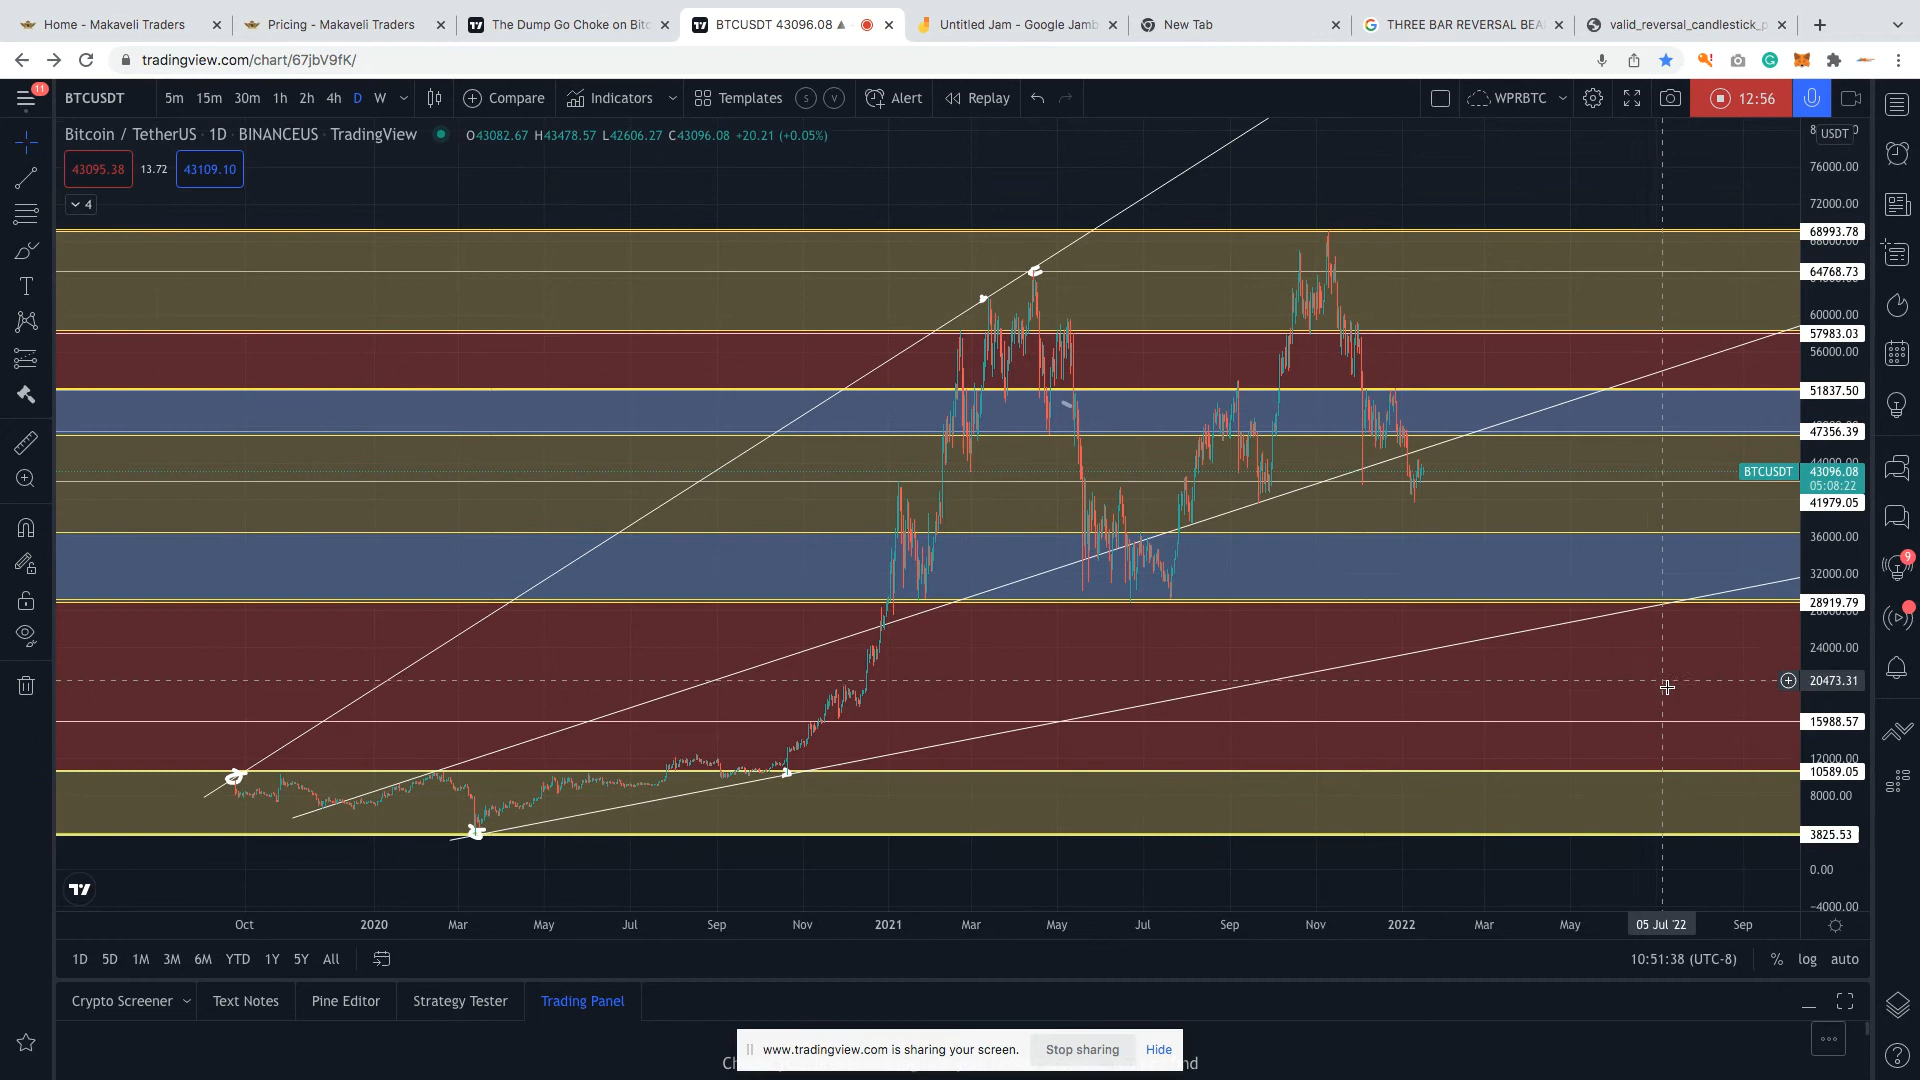 Home - Makaveli Traders
Pricing - Makaveli Traders
The Dump Go Choke on Bitc
BTCUSDT 43096.08
Untitled Jam - Google Jamb
New Tab
THREE BAR REVERSAL BEA
valid_reversal_candlestick_p
tradingview.com/chart/67jbV9fK/
11
BTCUSDT 5m 15m 30m 1h 2h 4h D W
Compare
Indicators
Templates
S V
Alert
Replay
WPRBTC
12:56
Bitcoin / TetherUS · 1D · BINANCEUS · TradingView
O43082.67 H43478.57 L42606.27 C43096.08 +20.21 (+0.05%)
USDT
43095.38 13.72 43109.10
4
76000.00
72000.00
68993.78
64768.73
60000.00
57983.03
56000.00
51837.50
47356.39
BTCUSDT 43096.08
05:08:22
41979.05
36000.00
32000.00
28919.79
24000.00
20473.31
15988.57
12000.00
10589.05
8000.00
3825.53
0.00
−4000.00
9
Oct 2020 Mar May Jul Sep Nov 2021 Mar May Jul Sep Nov 2022 Mar May 05 Jul '22 Sep
1D 5D 1M 3M 6M YTD 1Y 5Y All
10:51:38 (UTC-8) % log auto
Crypto Screener Text Notes Pine Editor Strategy Tester Trading Panel
www.tradingview.com is sharing your screen. Stop sharing Hide